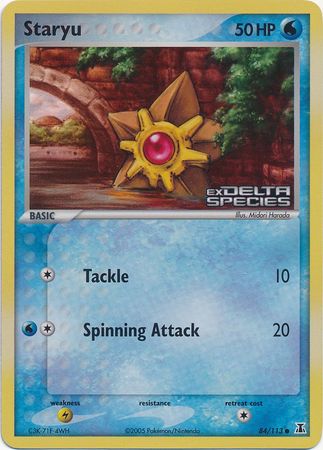 Staryu 50 HP
EX DELTA
SPECIES
BASIC
Illus. Midori Harada
Tackle 10
Spinning Attack 20
weakness resistance retreat cost
C3K-71F-4WH ©2005 Pokémon/Nintendo 84/113